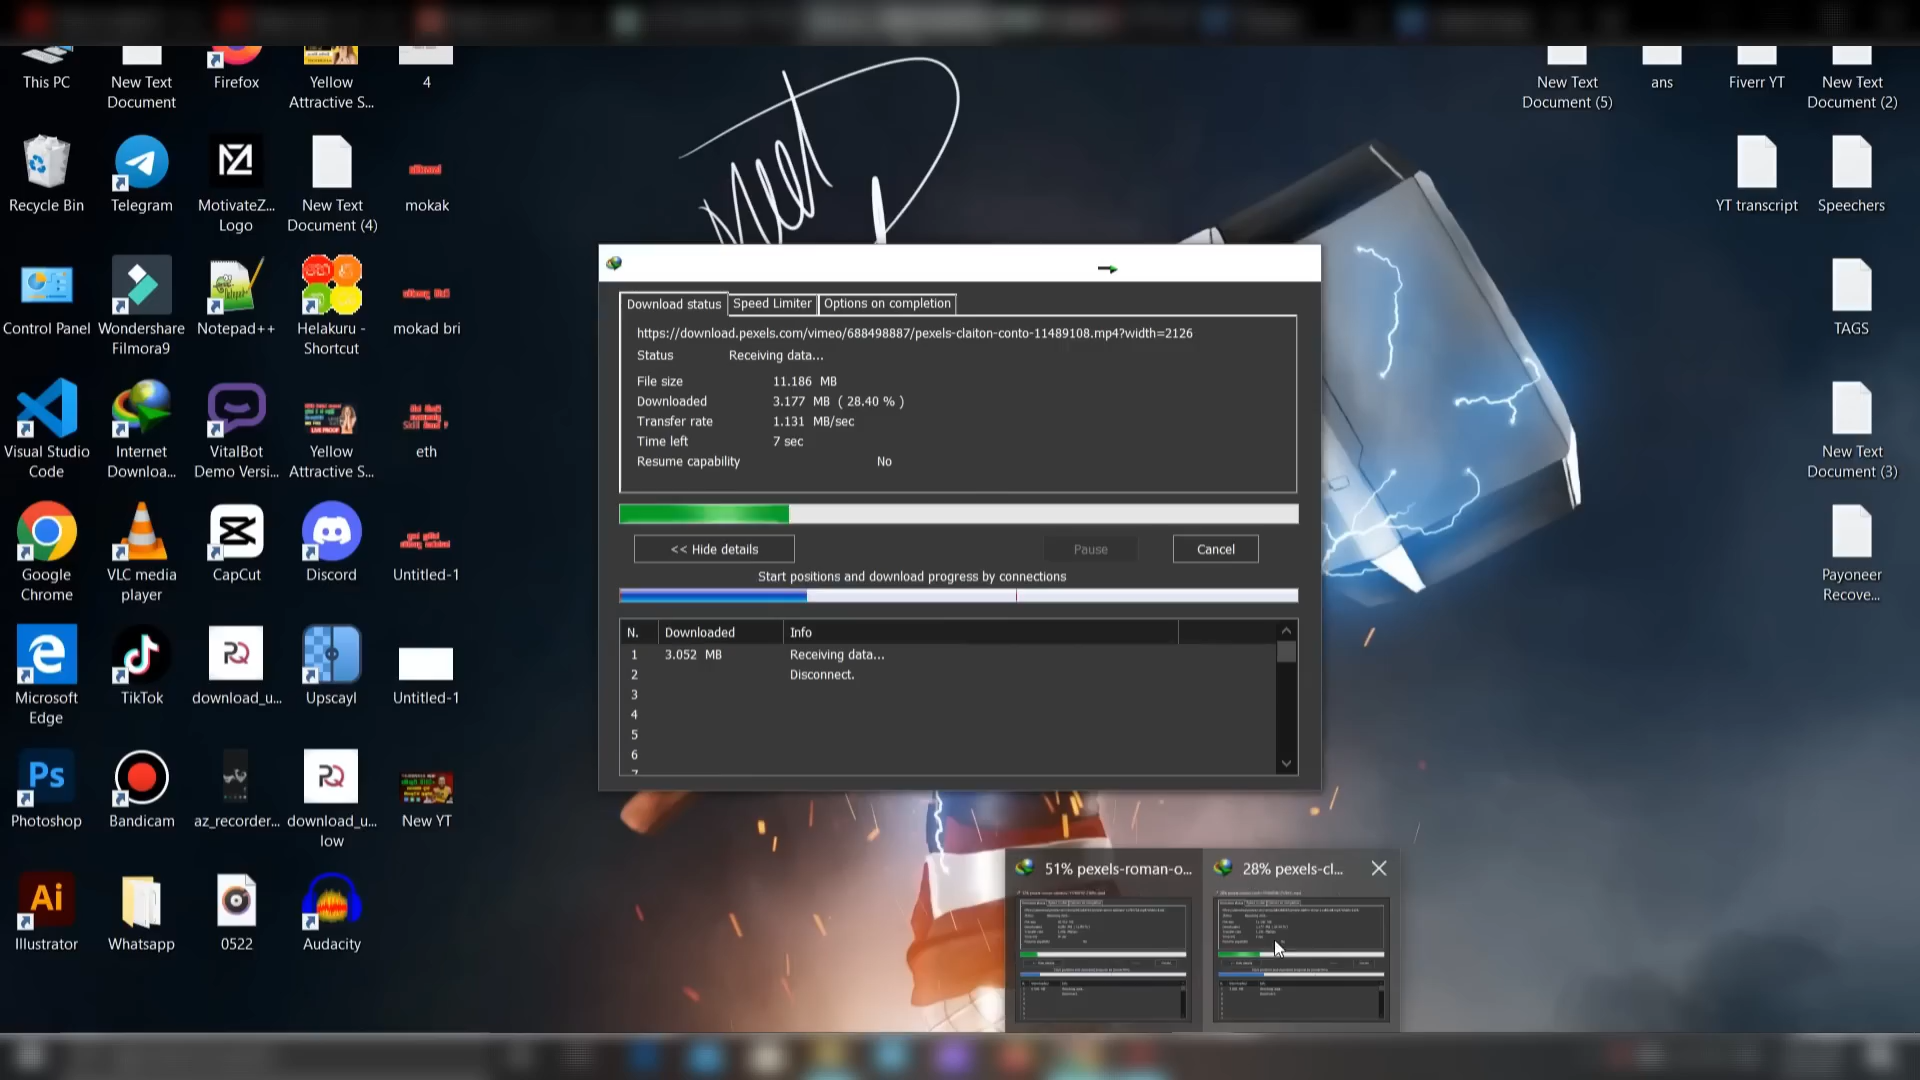 This PC
New Text
Document
Firefox
Yellow
Attractive S...
4
New Text
Document (5)
ans
Fiverr YT
New Text
Document (2)
Recycle Bin
Telegram
MotivateZ...
Logo
New Text
Document (4)
mokak
YT transcript
Speechers
Control Panel
Wondershare
Filmora9
Notepad++
Helakuru -
Shortcut
mokad bri
TAGS
Visual Studio
Code
Internet
Downloa...
VitalBot
Demo Versi...
Yellow
Attractive S...
eth
New Text
Document (3)
Google
Chrome
VLC media
player
CapCut
Discord
Untitled-1
Payoneer
Recove...
Microsoft
Edge
TikTok
download_u...
Upscayl
Untitled-1
Ps
Photoshop
Bandicam
az_recorder...
download_u...
low
New YT
Ai
Illustrator
Whatsapp
0522
Audacity
Download status
Speed Limiter
Options on completion
https://download.pexels.com/vimeo/688498887/pexels-claiton-conto-11489108.mp4?width=2126
Status Receiving data...
File size 11.186 MB
Downloaded 3.177 MB ( 28.40 % )
Transfer rate 1.131 MB/sec
Time left 7 sec
Resume capability No
<< Hide details
Pause
Cancel
Start positions and download progress by connections
N. Downloaded Info
1 3.052 MB Receiving data...
2 Disconnect.
3
4
5
6
7
51% pexels-roman-o...
28% pexels-cl...